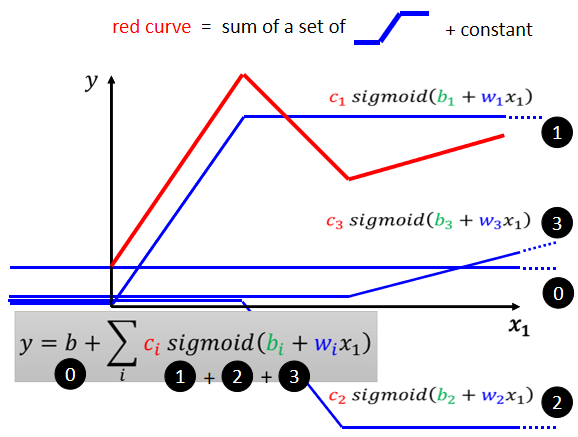 red curve = sum of a set of + constant
y
c₁ sigmoid(b₁ + w₁x₁)
1
c₃ sigmoid(b₃ + w₃x₁)
3
0
x₁
y = b + ∑ᵢ cᵢ sigmoid(bᵢ + wᵢx₁)
0 1 + 2 + 3
c₂ sigmoid(b₂ + w₂x₁)
2